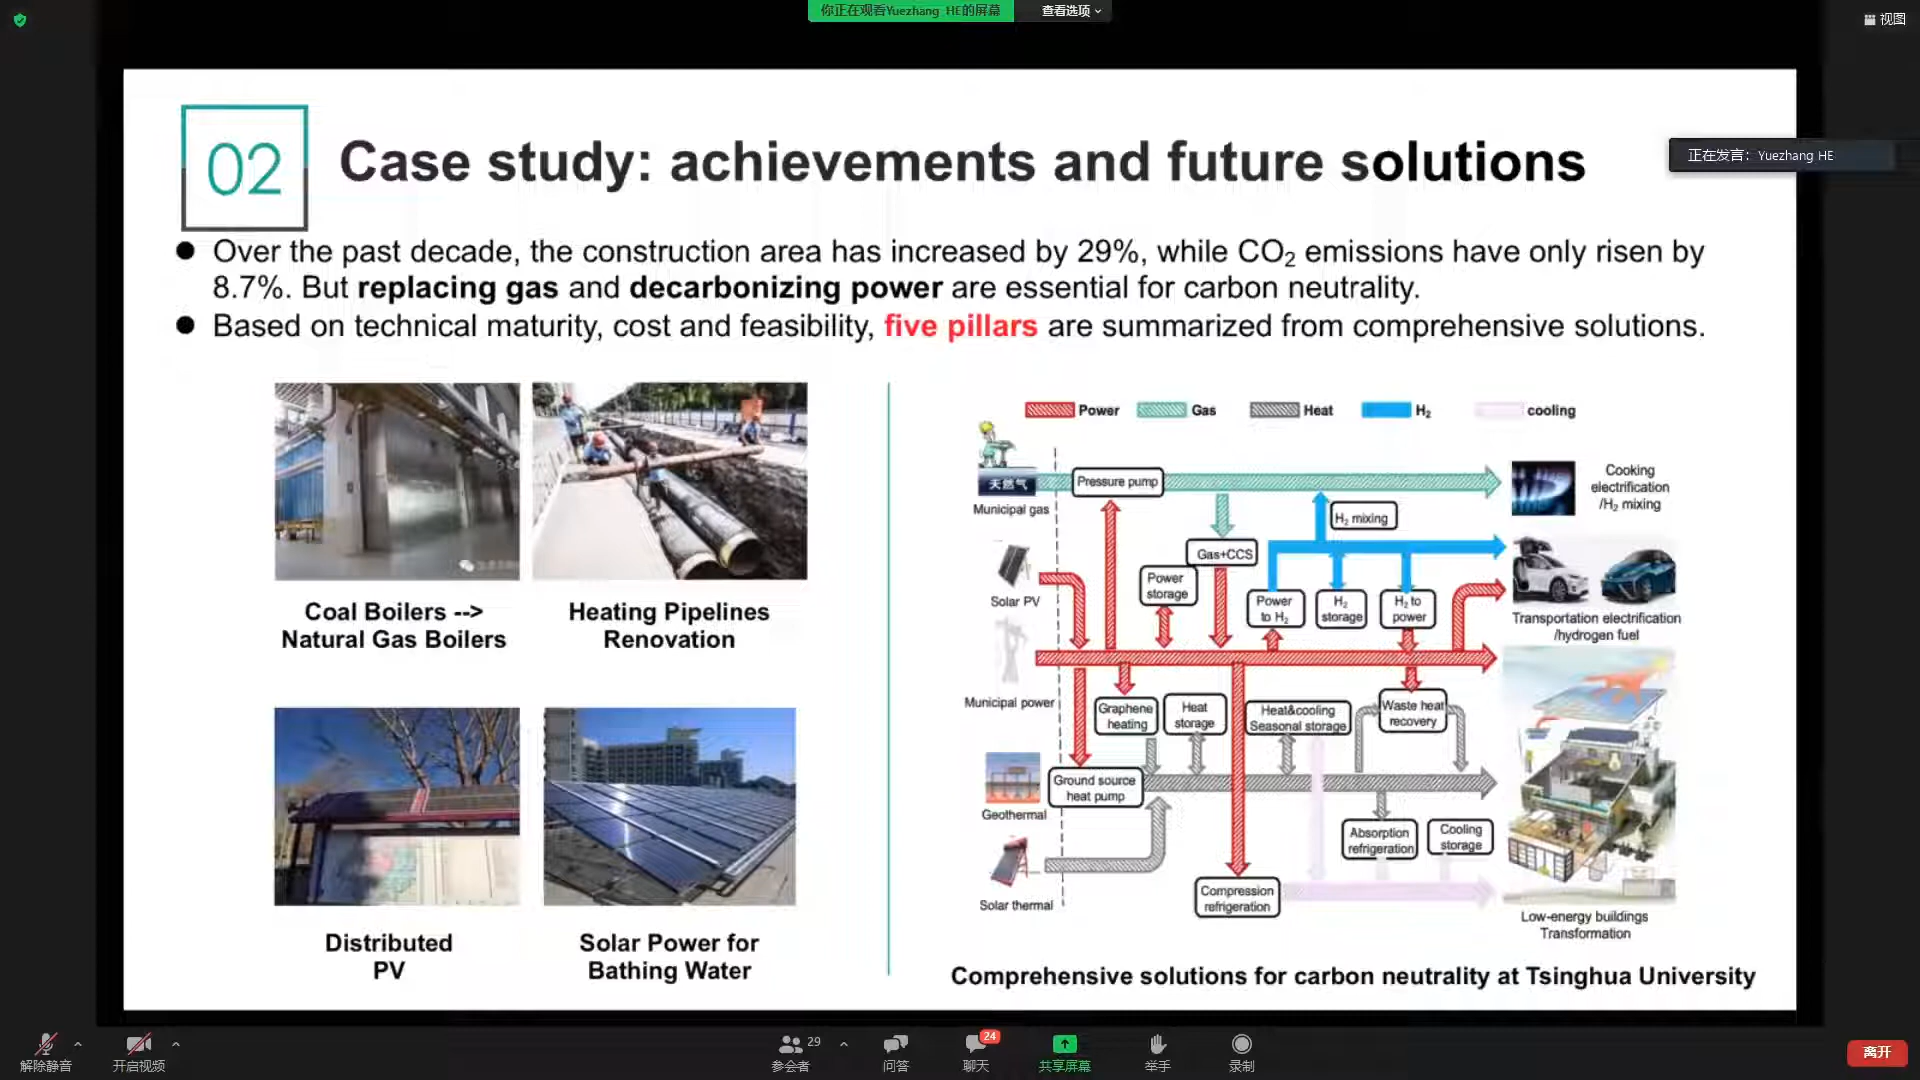 你正在观看Yuezhang HE的屏幕
查看选项
视图
正在发言: Yuezhang HE
02
Case study: achievements and future solutions
Over the past decade, the construction area has increased by 29%, while CO₂ emissions have only risen by
8.7%. But replacing gas and decarbonizing power are essential for carbon neutrality.
Based on technical maturity, cost and feasibility, five pillars are summarized from comprehensive solutions.
Coal Boilers -->
Natural Gas Boilers
Heating Pipelines
Renovation
Distributed
PV
Solar Power for
Bathing Water
Power
Gas
Heat
H₂
cooling
天然气
Municipal gas
Pressure pump
Cooking
electrification
/H₂ mixing
H₂ mixing
Gas+CCS
Solar PV
Power
storage
Power
to H₂
H₂
storage
H₂ to
power
Transportation electrification
/hydrogen fuel
Municipal power
Graphene
heating
Heat
storage
Heat&cooling
Seasonal storage
Waste heat
recovery
Geothermal
Ground source
heat pump
Absorption
refrigeration
Cooling
storage
Solar thermal
Compression
refrigeration
Low-energy buildings
Transformation
Comprehensive solutions for carbon neutrality at Tsinghua University
解除静音
开启视频
29
参会者
问答
24
聊天
共享屏幕
举手
录制
离开